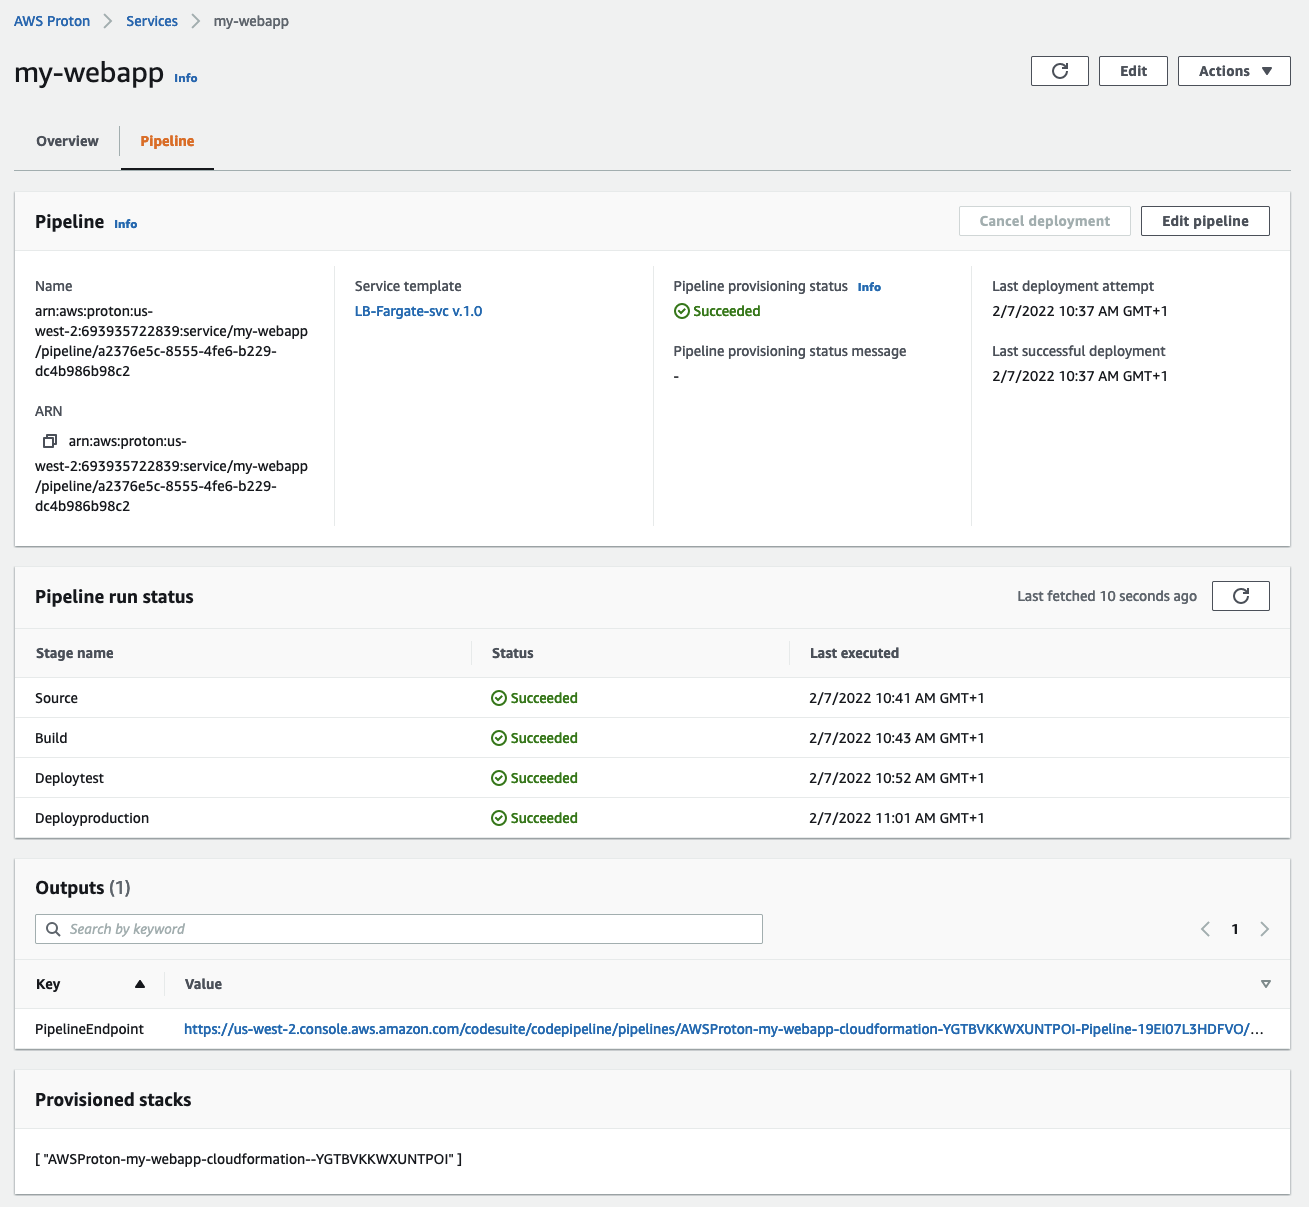 AWS Proton > Services > my-webapp
my-webapp Info
Edit
Actions
Overview
Pipeline
Pipeline Info
Cancel deployment
Edit pipeline
Name
arn:aws:proton:us-
west-2:693935722839:service/my-webapp
/pipeline/a2376e5c-8555-4fe6-b229-
dc4b986b98c2
ARN
arn:aws:proton:us-
west-2:693935722839:service/my-webapp
/pipeline/a2376e5c-8555-4fe6-b229-
dc4b986b98c2
Service template
LB-Fargate-svc v.1.0
Pipeline provisioning status Info
Succeeded
Pipeline provisioning status message
-
Last deployment attempt
2/7/2022 10:37 AM GMT+1
Last successful deployment
2/7/2022 10:37 AM GMT+1
Pipeline run status
Last fetched 10 seconds ago
Stage name Status Last executed
Source Succeeded 2/7/2022 10:41 AM GMT+1
Build Succeeded 2/7/2022 10:43 AM GMT+1
Deploytest Succeeded 2/7/2022 10:52 AM GMT+1
Deployproduction Succeeded 2/7/2022 11:01 AM GMT+1
Outputs (1)
Search by keyword
1
Key Value
PipelineEndpoint https://us-west-2.console.aws.amazon.com/codesuite/codepipeline/pipelines/AWSProton-my-webapp-cloudformation-YGTBVKKWXUNTPOI-Pipeline-19EI07L3HDFVO/...
Provisioned stacks
[ "AWSProton-my-webapp-cloudformation--YGTBVKKWXUNTPOI" ]